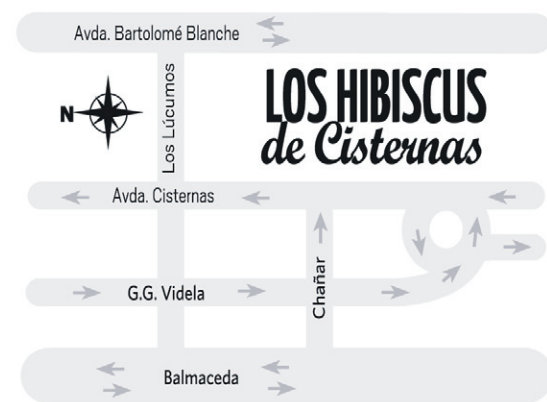 Avda. Bartolomé Blanche
Los Lúcumos
N
LOS HIBISCUS
de Cisternas
Avda. Cisternas
Chañar
G.G. Videla
Balmaceda